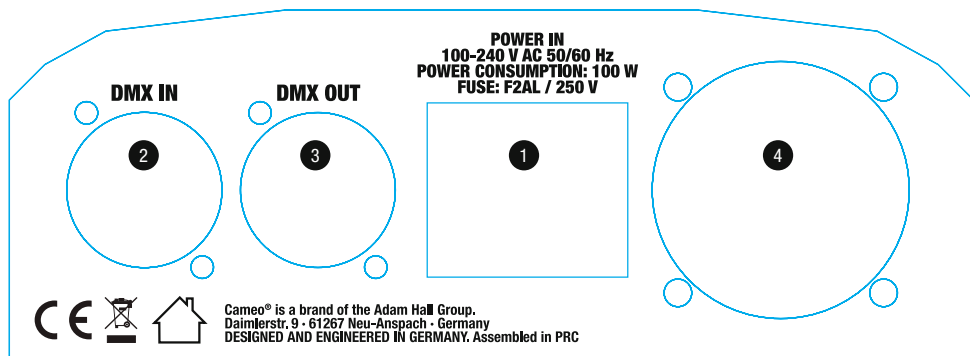 POWER IN
100-240 V AC 50/60 Hz
POWER CONSUMPTION: 100 W
FUSE: F2AL / 250 V
DMX IN
DMX OUT
2
3
1
4
CE
Cameo® is a brand of the Adam Hall Group.
Daimlerstr. 9 · 61267 Neu-Anspach · Germany
DESIGNED AND ENGINEERED IN GERMANY. Assembled in PRC